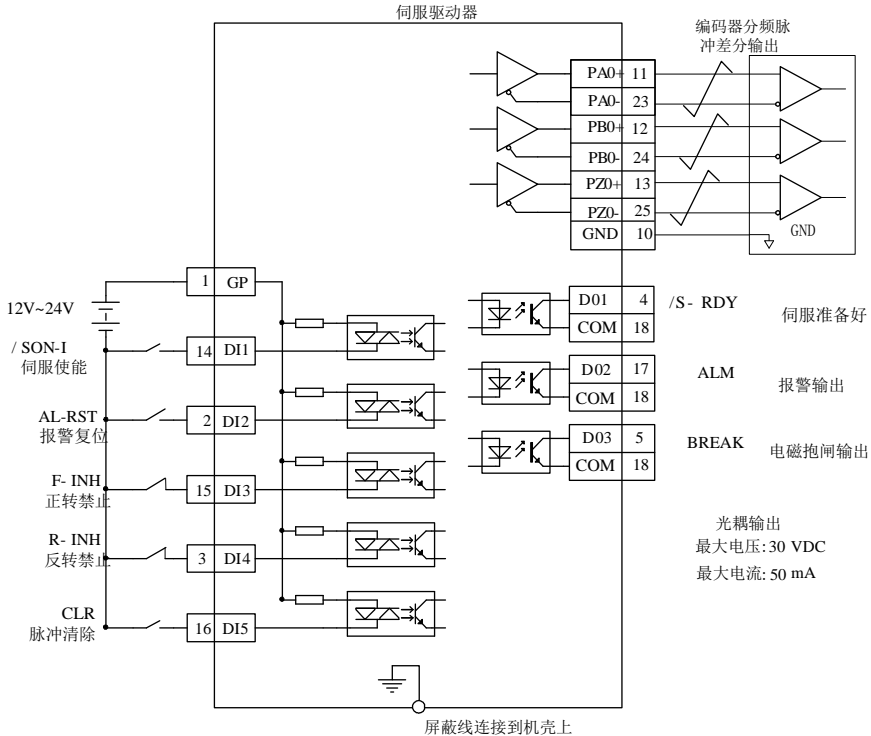 伺服驱动器
编码器分频脉
冲差分输出
PA0+ 11
PA0- 23
PB0+ 12
PB0- 24
PZ0+ 13
PZ0- 25
GND 10
GND
1 GP
12V~24V
/ SON-I
伺服使能
14 DI1
AL-RST
报警复位
2 DI2
F- INH
正转禁止
15 DI3
R- INH
反转禁止
3 DI4
CLR
脉冲清除
16 DI5
D01 4 /S- RDY
COM 18
伺服准备好
D02 17 ALM
COM 18
报警输出
D03 5 BREAK
COM 18
电磁抱闸输出
光耦输出
最大电压:30 VDC
最大电流:50 mA
屏蔽线连接到机壳上